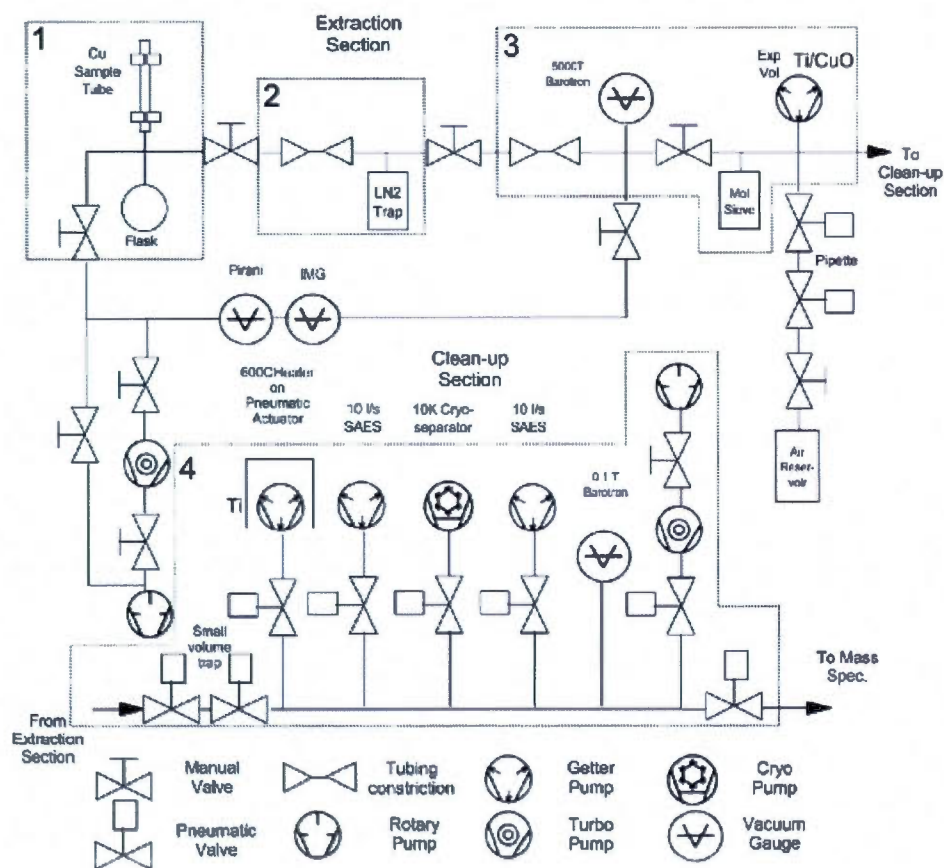 Extraction
Section
1
Cu
Sample
Tube
Flask
2
LN2
Trap
3
500CT
Barotron
Exp
Vol
Ti/CuO
Mol
Sieve
To
Clean-up
Section
Pipette
Air
Reser-
voir
Pirani
IMG
Clean-up
Section
600CHeater
on
Pneumatic
Actuator
10 l/s
SAES
10K Cryo-
separator
10 l/s
SAES
0.1 T
Barotron
4
Ti
Small
volume
trap
From
Extraction
Section
To Mass
Spec.
Manual
Valve
Tubing
constriction
Getter
Pump
Cryo
Pump
Pneumatic
Valve
Rotary
Pump
Turbo
Pump
Vacuum
Gauge